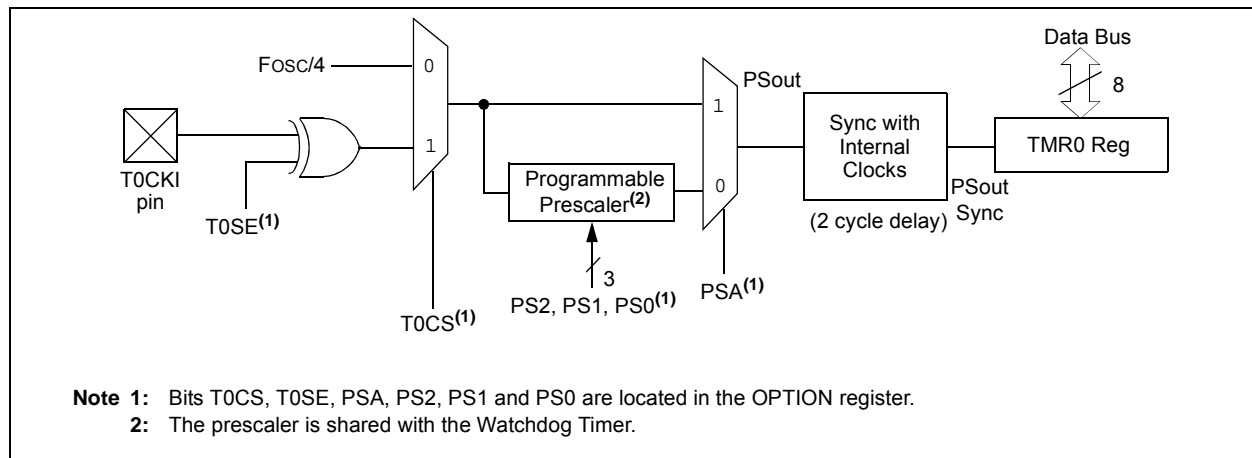 Data Bus
8
FOSC/4
0
PSout
1
1
Sync with
Internal
Clocks
TMR0 Reg
T0CKI
pin
Programmable
Prescaler(2)
0
PSout
Sync
T0SE(1)
(2 cycle delay)
3
PS2, PS1, PS0(1)
PSA(1)
T0CS(1)
Note 1: Bits T0CS, T0SE, PSA, PS2, PS1 and PS0 are located in the OPTION register.
2: The prescaler is shared with the Watchdog Timer.